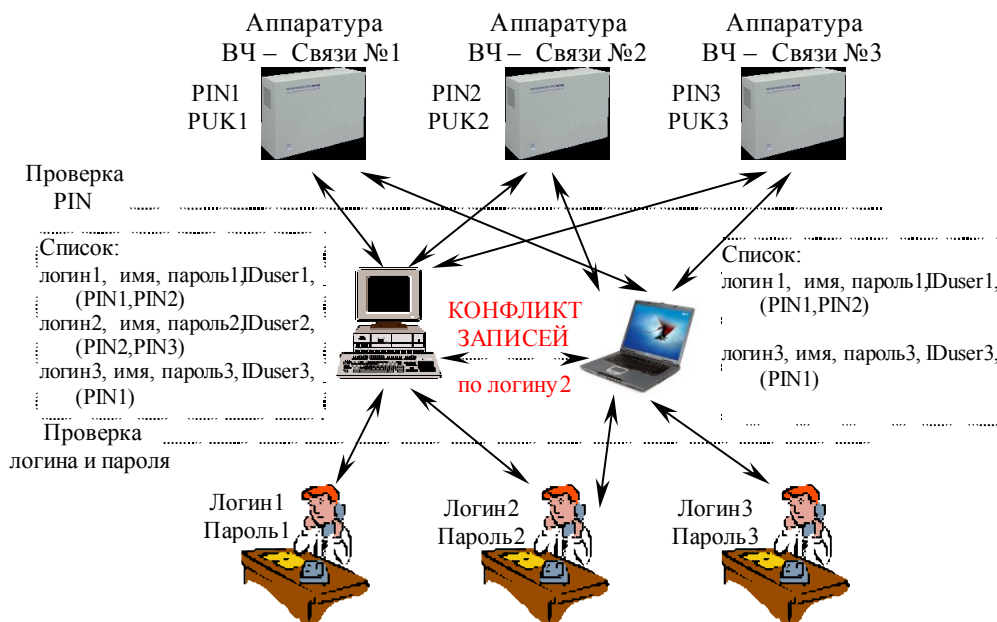 Аппаратура
ВЧ – Связи №1
Аппаратура
ВЧ – Связи №2
Аппаратура
ВЧ – Связи №3
PIN1
PUK1
PIN2
PUK2
PIN3
PUK3
Проверка
PIN
Список:
логин1, имя, пароль1,IDuser1,
(PIN1,PIN2)
логин2, имя, пароль2,IDuser2,
(PIN2,PIN3)
логин3, имя, пароль3, IDuser3,
(PIN1)
КОНФЛИКТ
ЗАПИСЕЙ
по логину2
Список:
логин1, имя, пароль1,IDuser1,
(PIN1,PIN2)
логин3, имя, пароль3, IDuser3,
(PIN1)
Проверка
логина и пароля
Логин1
Пароль1
Логин2
Пароль2
Логин3
Пароль3